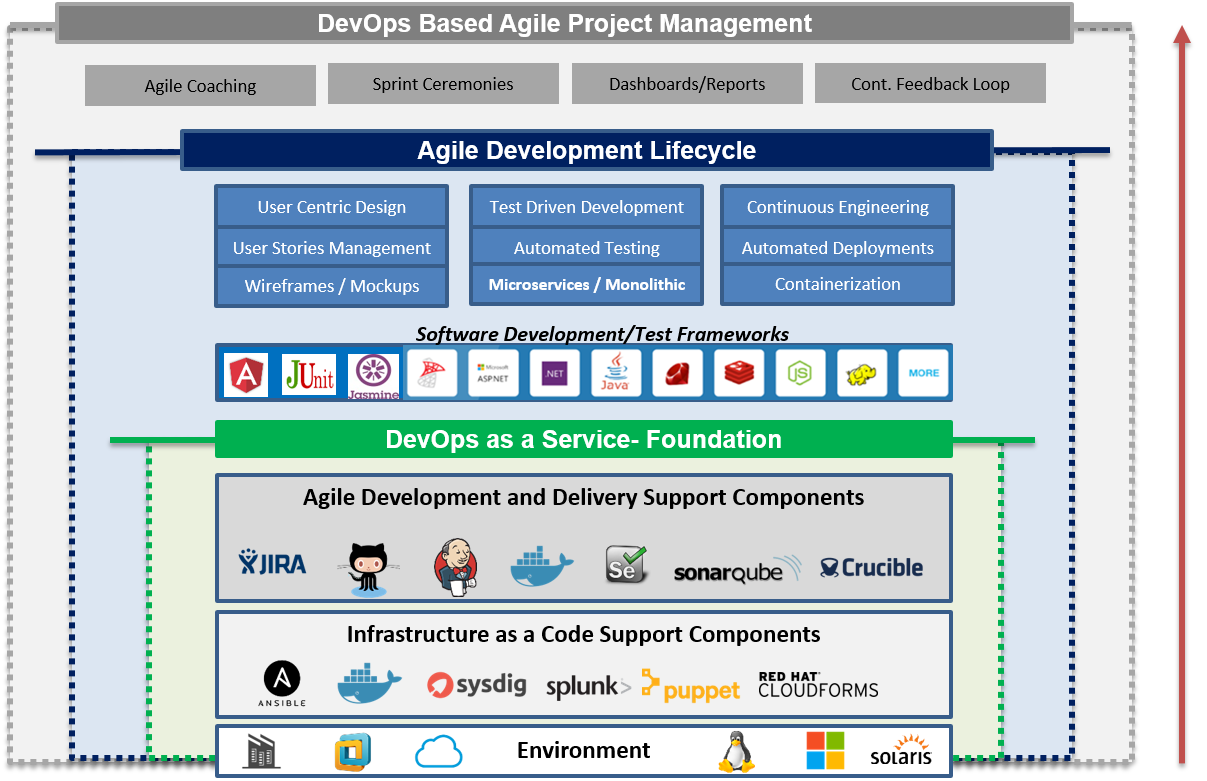 DevOps Based Agile Project Management
Agile Coaching
Sprint Ceremonies
Dashboards/Reports
Cont. Feedback Loop
Agile Development Lifecycle
User Centric Design
Test Driven Development
Continuous Engineering
User Stories Management
Automated Testing
Automated Deployments
Wireframes / Mockups
Microservices / Monolithic
Containerization
Software Development/Test Frameworks
A
JUnit
Jasmine
Microsoft
ASP.NET
.NET
Java
JS
MORE
DevOps as a Service- Foundation
Agile Development and Delivery Support Components
JIRA
Se
sonarqube
Crucible
Infrastructure as a Code Support Components
A
ANSIBLE
sysdig
splunk>
puppet
RED HAT
CLOUDFORMS
Environment
solaris